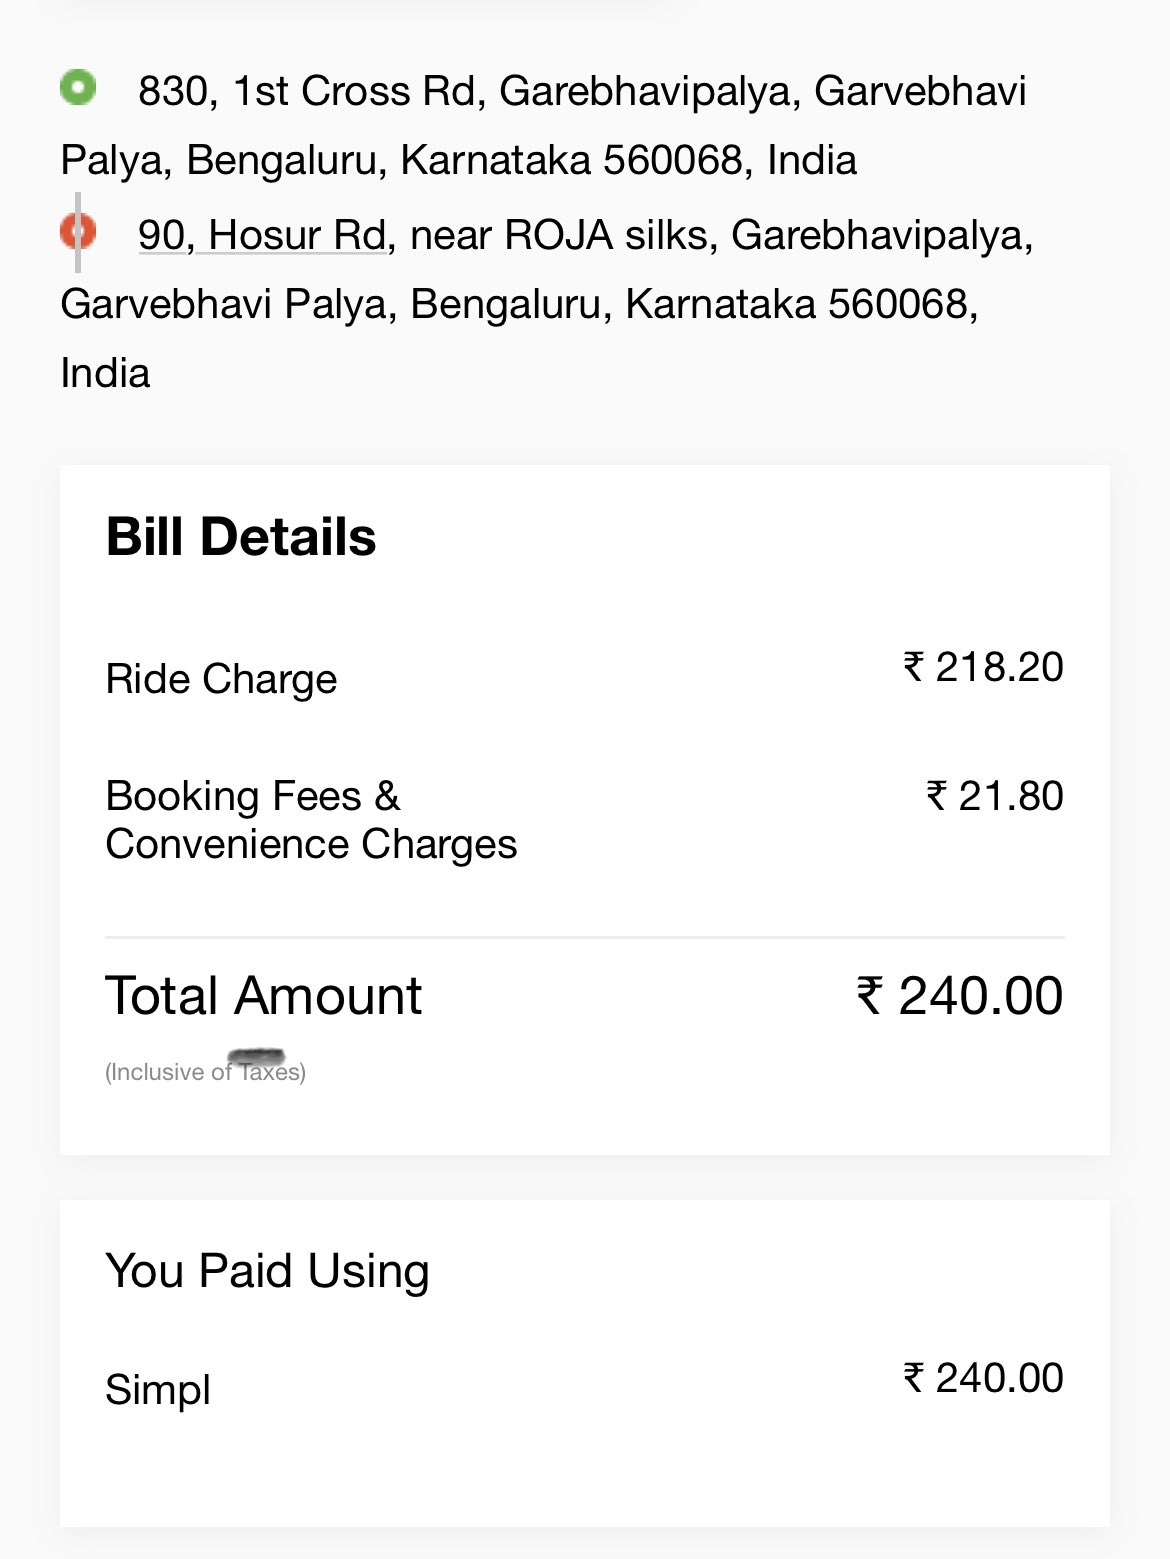 830, 1st Cross Rd, Garebhavipalya, Garvebhavi
Palya, Bengaluru, Karnataka 560068, India
90, Hosur Rd, near ROJA silks, Garebhavipalya,
Garvebhavi Palya, Bengaluru, Karnataka 560068,
India
Bill Details
Ride Charge ₹ 218.20
Booking Fees & ₹ 21.80
Convenience Charges
Total Amount ₹ 240.00
(Inclusive of Taxes)
You Paid Using
Simpl ₹ 240.00